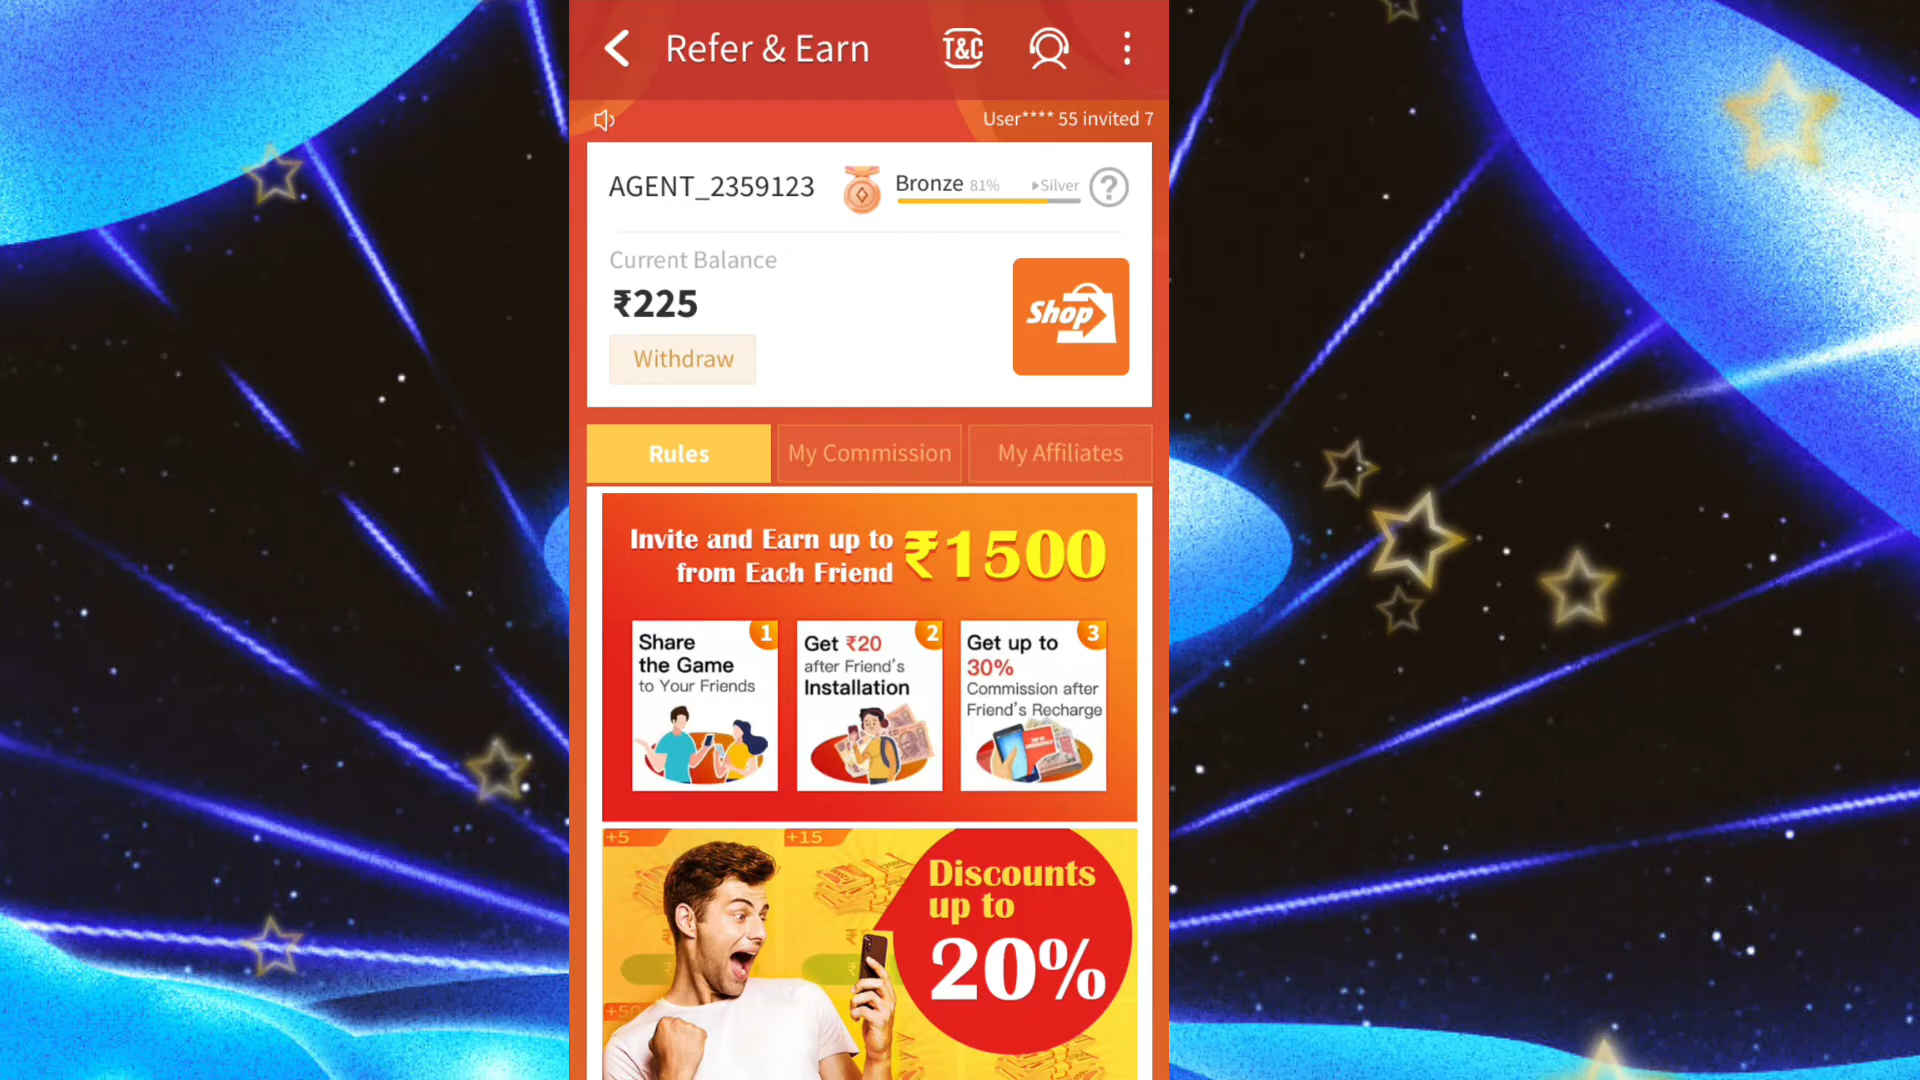 Refer & Earn
T&C
User**** 55 invited 7
AGENT_2359123
Bronze 81%
Silver
Current Balance
₹225
Withdraw
Shop
Rules
My Commission
My Affiliates
Invite and Earn up to
from Each Friend
₹1500
1
Share
the Game
to Your Friends
2
Get ₹20
after Friend's
Installation
3
Get up to
30%
Commission after
Friend's Recharge
+5
+15
Discounts
up to
20%
+50